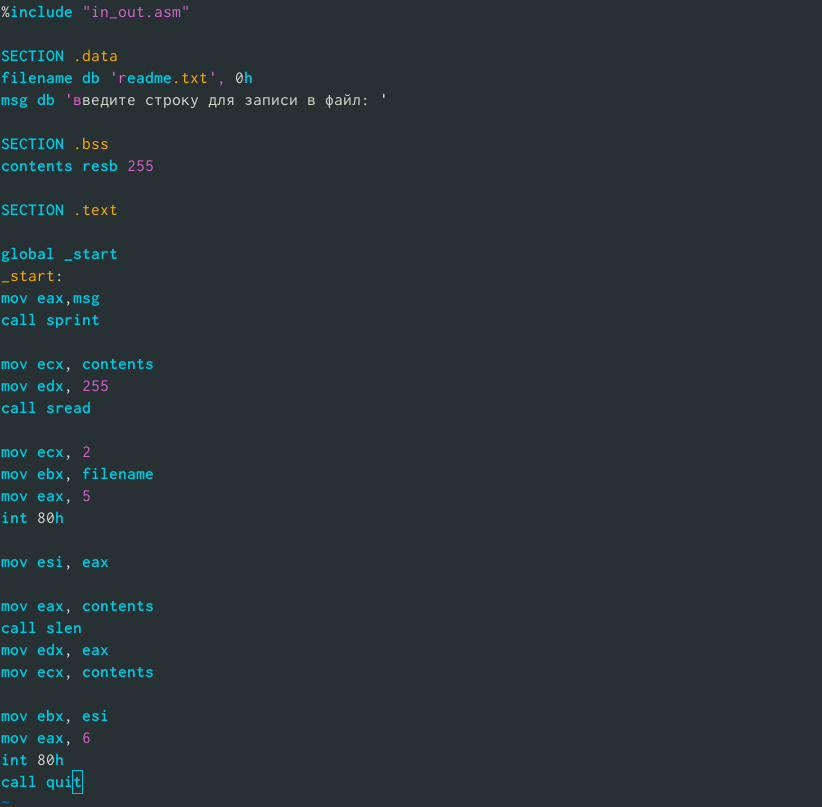 %include "in_out.asm"
SECTION .data
filename db 'readme.txt', 0h
msg db 'введите строку для записи в файл: '
SECTION .bss
contents resb 255
SECTION .text
global _start
_start:
mov eax,msg
call sprint
mov ecx, contents
mov edx, 255
call sread
mov ecx, 2
mov ebx, filename
mov eax, 5
int 80h
mov esi, eax
mov eax, contents
call slen
mov edx, eax
mov ecx, contents
mov ebx, esi
mov eax, 6
int 80h
call quit
~